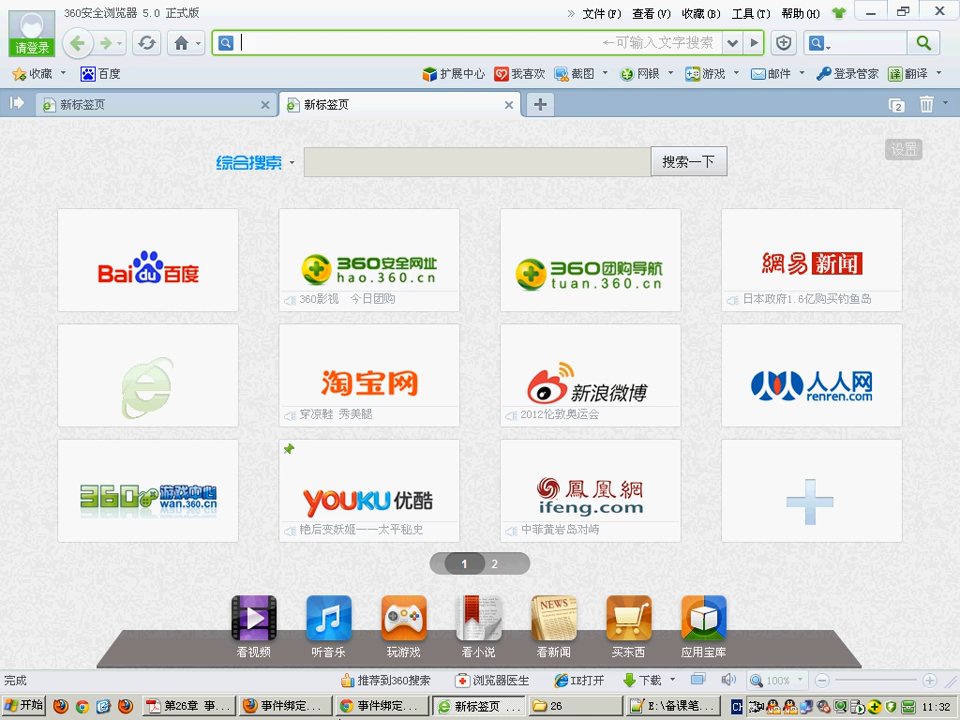 360安全浏览器 5.0 正式版
» 文件(F) 查看(V) 收藏(B) 工具(T) 帮助(H)
请登录
←可输入文字搜索
收藏 百度 扩展中心 我喜欢 截图 网银 游戏 邮件 登录管家 译 翻译
新标签页 新标签页 2
设置
综合搜索 搜索一下
Baidu百度
360安全网址
hao.360.cn
360影视 今日团购
360团购导航
tuan.360.cn
網易 新闻
日本政府1.6亿购买钓鱼岛
淘宝网
穿凉鞋 秀美腿
新浪微博
2012伦敦奥运会
人人网
renren.com
360游戏中心
wan.360.cn
YOUKU优酷
艳后变妖姬——太平秘史
鳳凰網
ifeng.com
中菲黄岩岛对峙
1 2
NEWS
看视频 听音乐 玩游戏 看小说 看新闻 买东西 应用宝库
完成 推荐到360搜索 浏览器医生 IE打开 下载 100%
开始 第26章 事... 事件绑定... 事件绑定... 新标签页 ... 26 E:\备课笔... CH 11:32